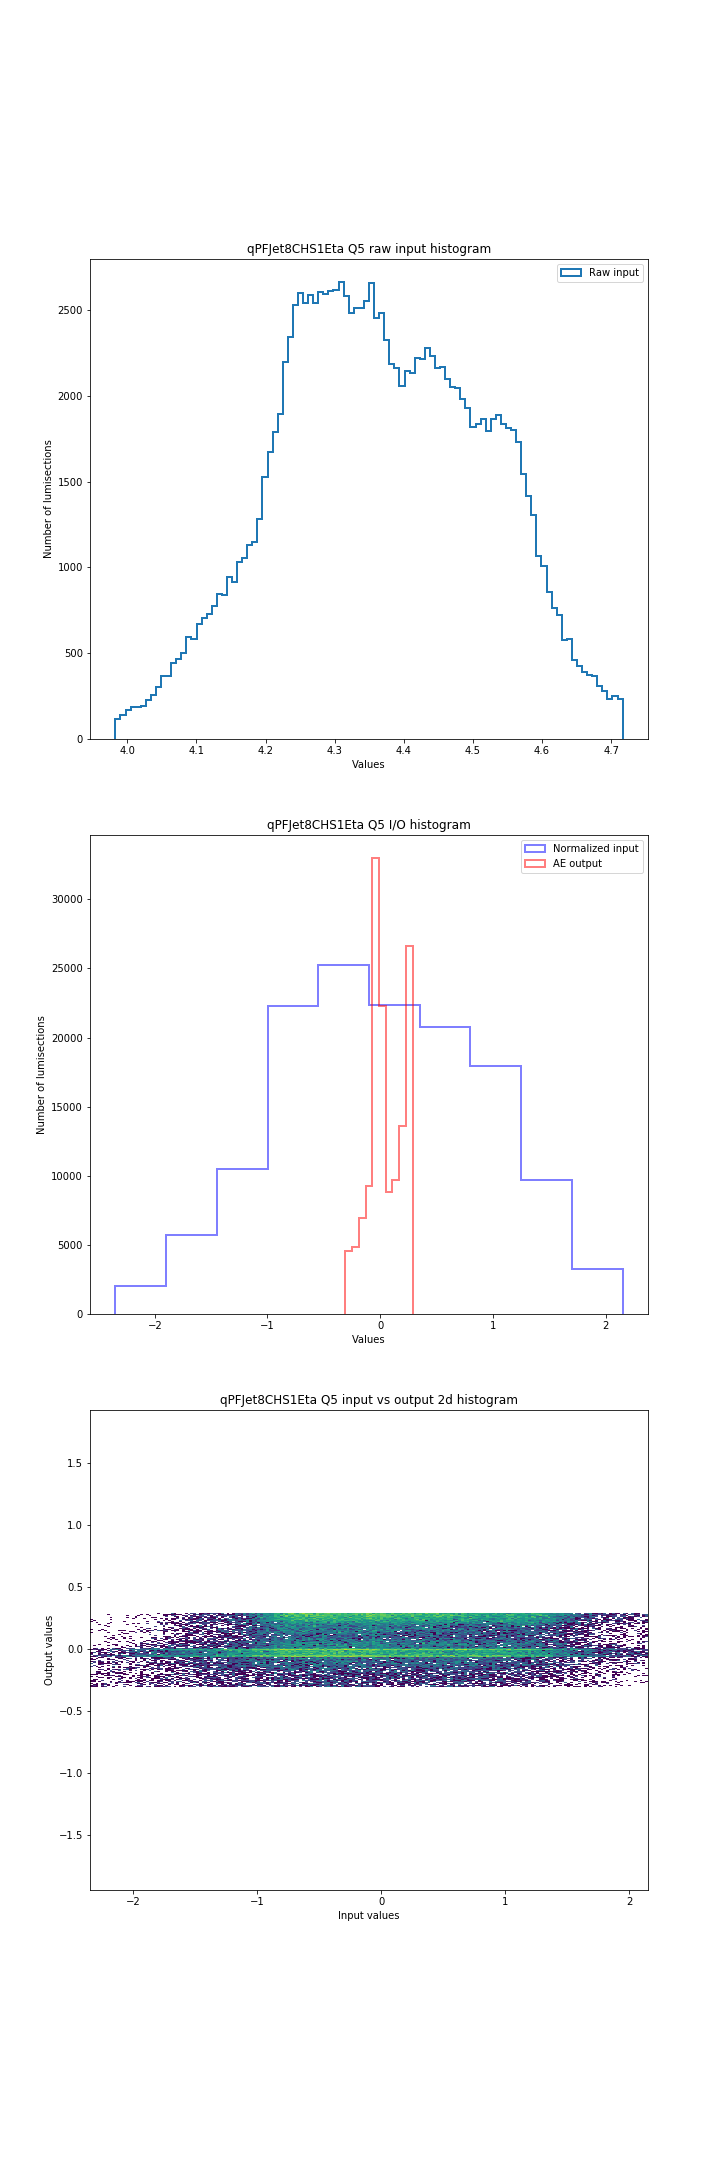 qPFJet8CHS1Eta Q5 raw input histogram
Raw input
2500
2000
1500
1000
500
0
Number of lumisections
4.0 4.1 4.2 4.3 4.4 4.5 4.6 4.7
Values
qPFJet8CHS1Eta Q5 I/O histogram
Normalized input
AE output
30000
25000
20000
15000
10000
5000
0
Number of lumisections
−2 −1 0 1 2
Values
qPFJet8CHS1Eta Q5 input vs output 2d histogram
1.5
1.0
0.5
0.0
−0.5
−1.0
−1.5
Output values
−2 −1 0 1 2
Input values